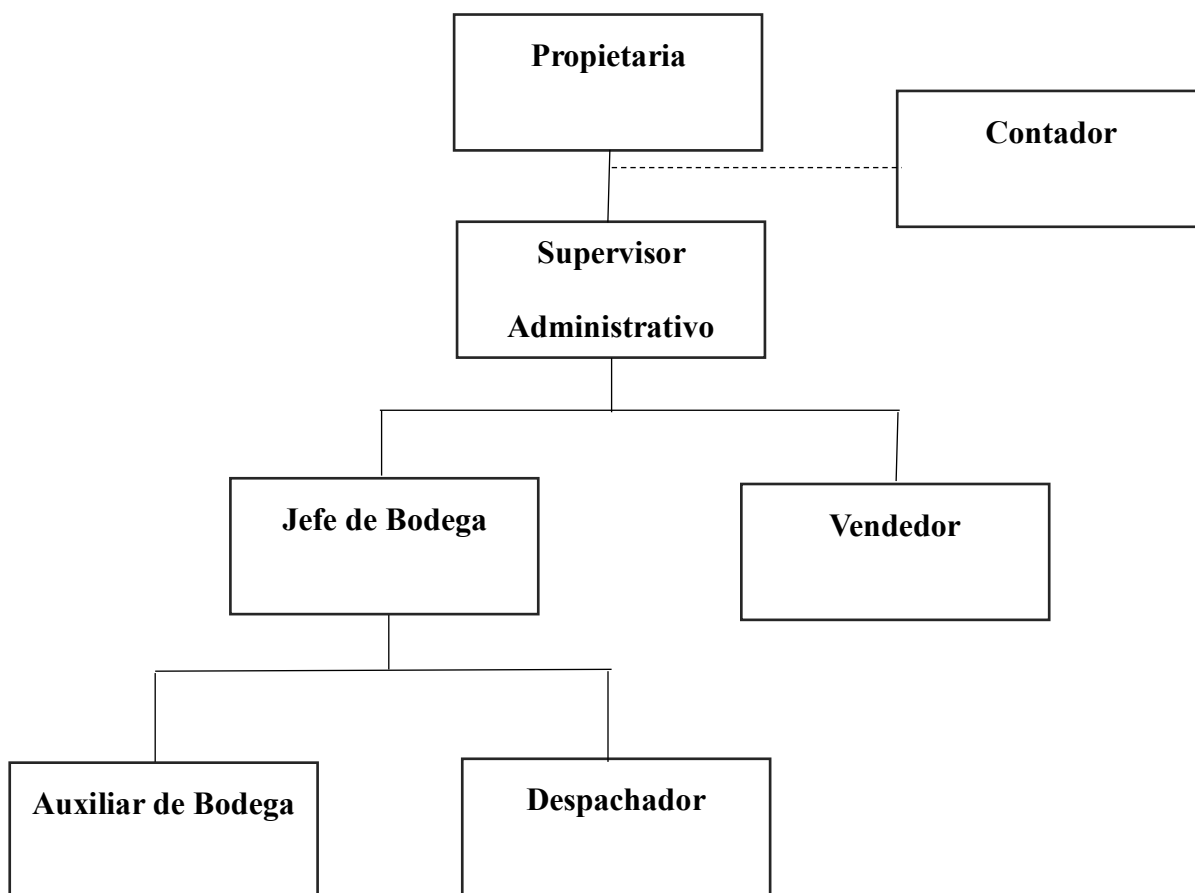 Propietaria
Contador
Supervisor
Administrativo
Jefe de Bodega
Vendedor
Auxiliar de Bodega
Despachador